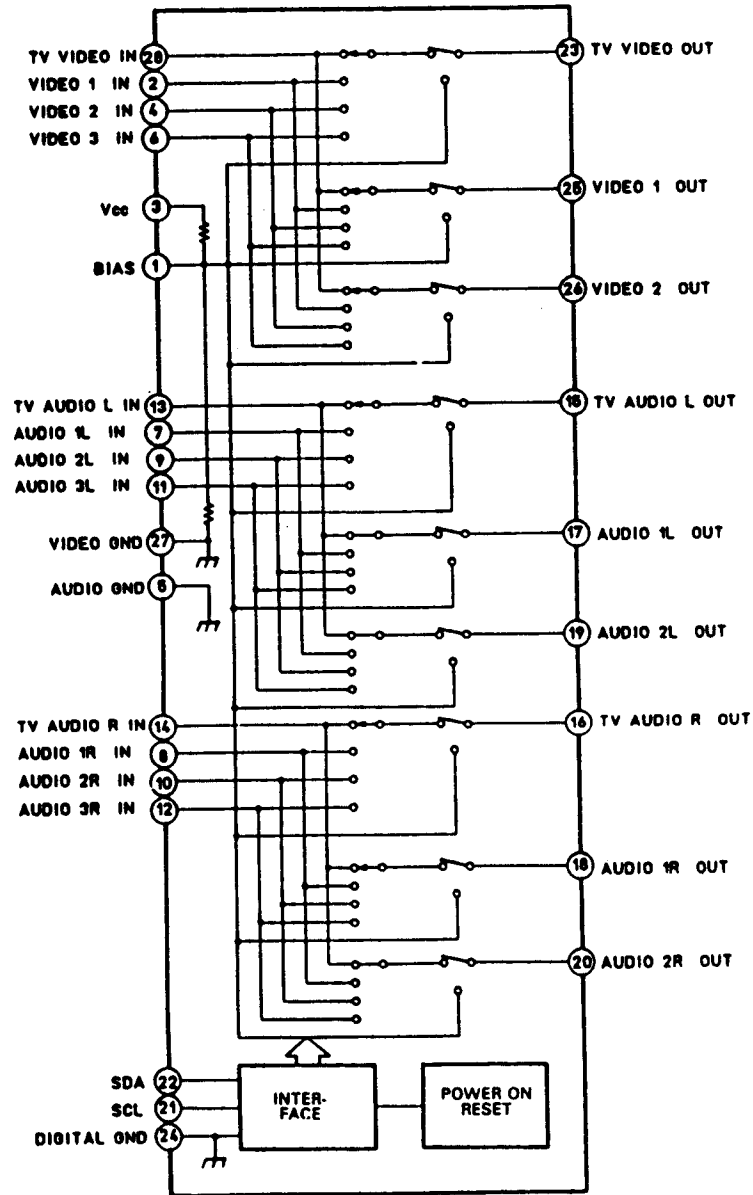 TV VIDEO IN 28
VIDEO 1 IN 2
VIDEO 2 IN 4
VIDEO 3 IN 6
Vcc 3
BIAS 1
TV AUDIO L IN 13
AUDIO 1L IN 7
AUDIO 2L IN 9
AUDIO 3L IN 11
VIDEO GND 27
AUDIO GND 5
TV AUDIO R IN 14
AUDIO 1R IN 8
AUDIO 2R IN 10
AUDIO 3R IN 12
SDA 22
SCL 21
DIGITAL GND 24
INTER-
FACE
POWER ON
RESET
23 TV VIDEO OUT
25 VIDEO 1 OUT
26 VIDEO 2 OUT
15 TV AUDIO L OUT
17 AUDIO 1L OUT
19 AUDIO 2L OUT
16 TV AUDIO R OUT
18 AUDIO 1R OUT
20 AUDIO 2R OUT